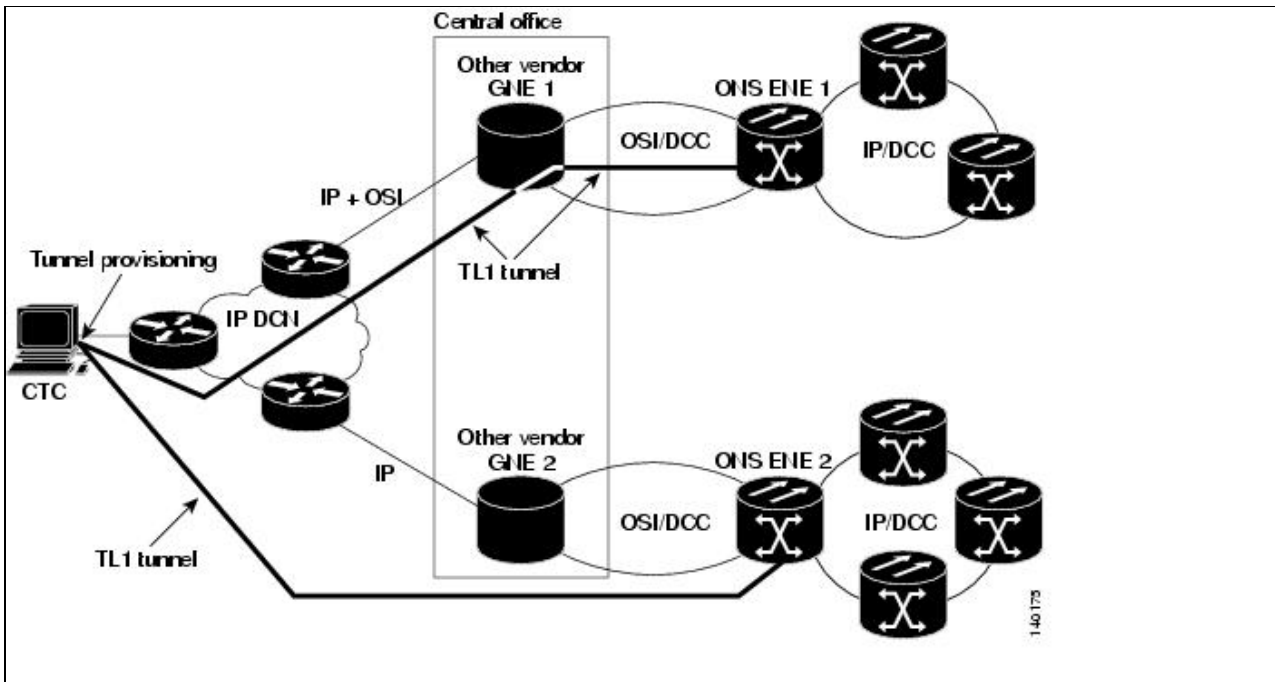 Central office
Other vendor
GNE 1
ONS ENE 1
OSI/DCC
IP/DCC
IP + OSI
Tunnel provisioning
TL1 tunnel
IP DCN
CTC
Other vendor
GNE 2
ONS ENE 2
IP
OSI/DCC
IP/DCC
TL1 tunnel
140175